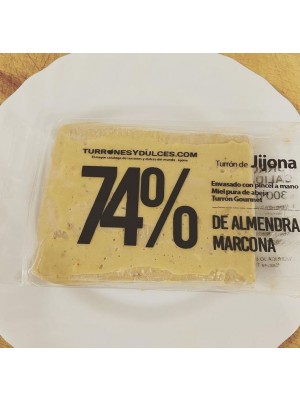 TURRONESYDULCES.COM
74%
Turrón de Jijona
Envasado con pincel a mano
Miel pura de abeja
Turrón Gourmet
DE ALMENDRA
MARCONA